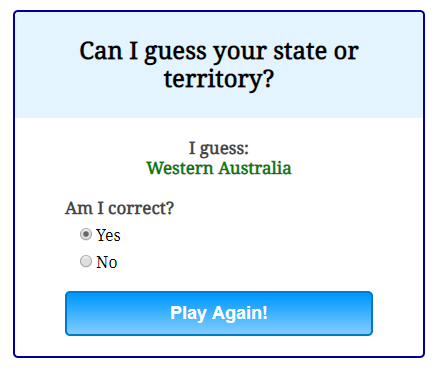 Can I guess your state or
territory?
I guess:
Western Australia
Am I correct?
Yes
No
Play Again!